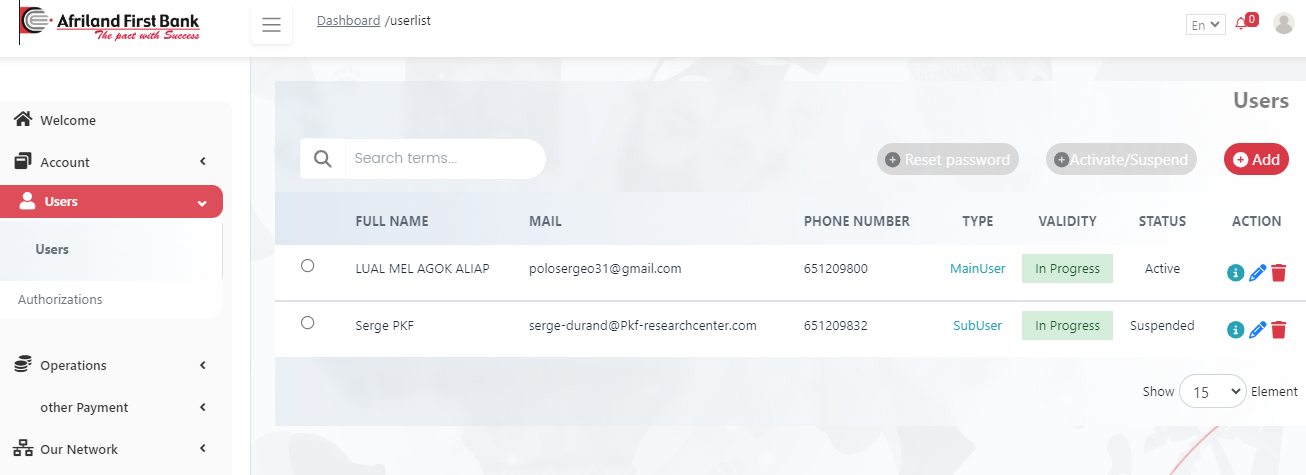 Afriland First Bank
The pact with Success
Dashboard /userlist
En
0
Welcome
Account
Users
Users
Authorizations
Operations
other Payment
Our Network
Users
Search terms...
Reset password
Activate/Suspend
Add
FULL NAME MAIL PHONE NUMBER TYPE VALIDITY STATUS ACTION
LUAL MEL AGOK ALIAP polosergeo31@gmail.com 651209800 MainUser In Progress Active
Serge PKF serge-durand@Pkf-researchcenter.com 651209832 SubUser In Progress Suspended
Show 15 Element